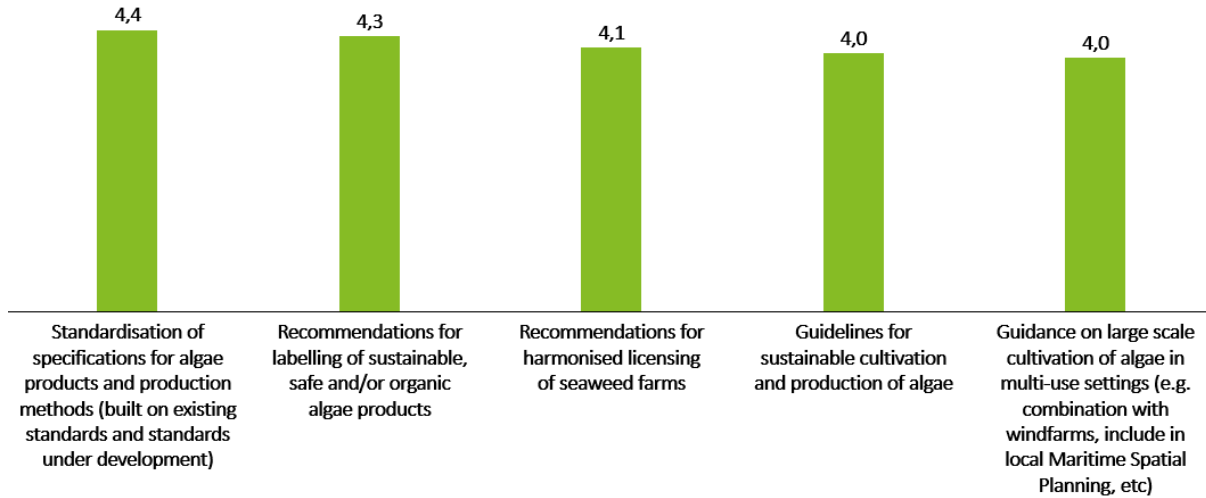 4,4
4,3
4,1
4,0
4,0
Standardisation of
specifications for algae
products and production
methods (built on existing
standards and standards
under development)
Recommendations for
labelling of sustainable,
safe and/or organic
algae products
Recommendations for
harmonised licensing
of seaweed farms
Guidelines for
sustainable cultivation
and production of algae
Guidance on large scale
cultivation of algae in
multi-use settings (e.g.
combination with
windfarms, include in
local Maritime Spatial
Planning, etc)